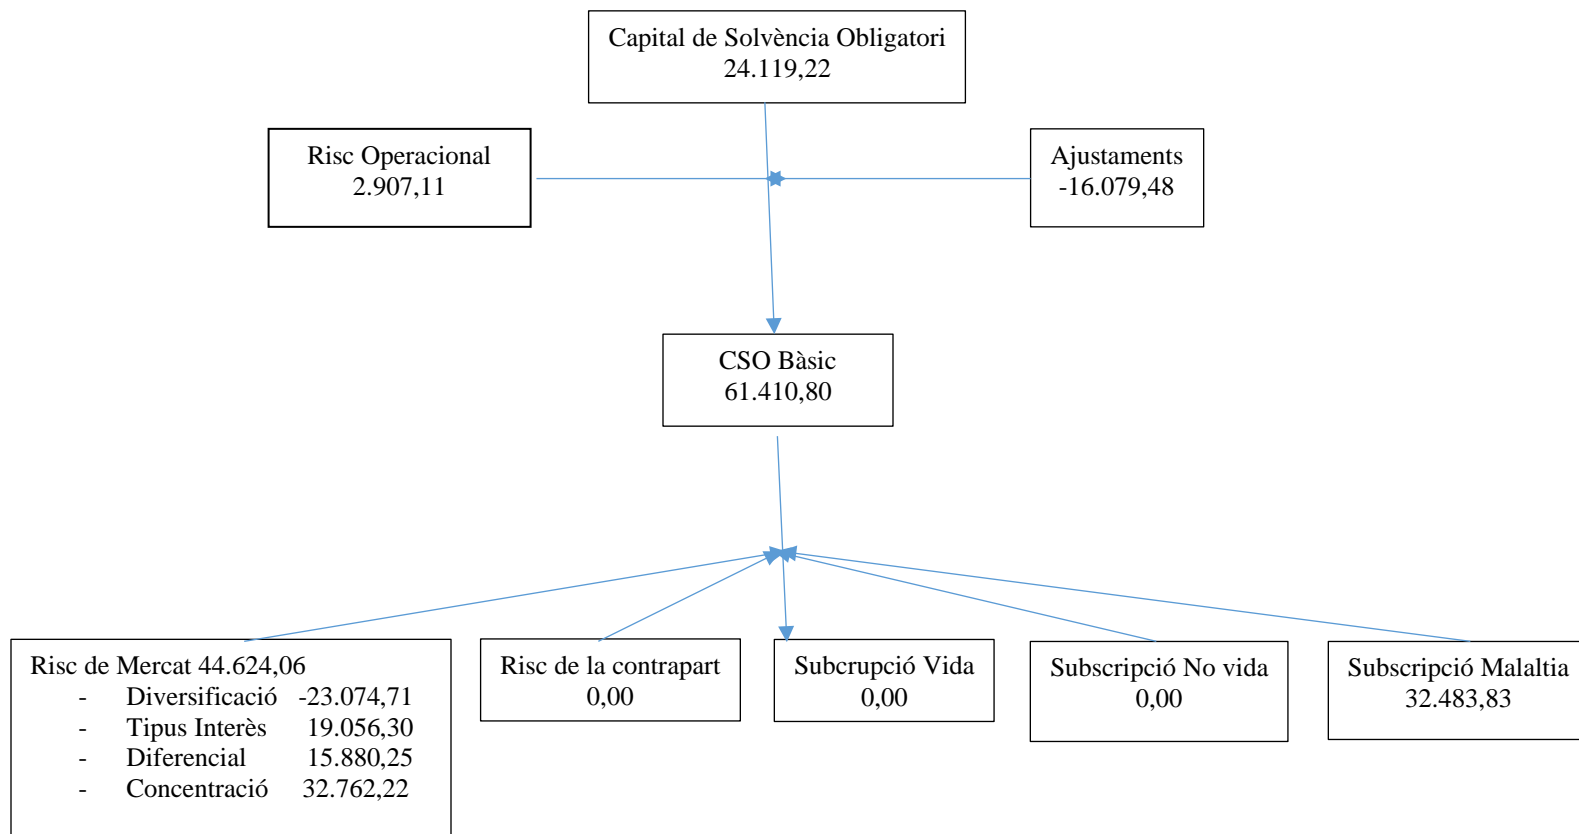 Capital de Solvència Obligatori
24.119,22
Risc Operacional
2.907,11
Ajustaments
-16.079,48
CSO Bàsic
61.410,80
Risc de Mercat 44.624,06
- Diversificació -23.074,71
- Tipus Interès 19.056,30
- Diferencial 15.880,25
- Concentració 32.762,22
Risc de la contrapart
0,00
Subcrupció Vida
0,00
Subscripció No vida
0,00
Subscripció Malaltia
32.483,83